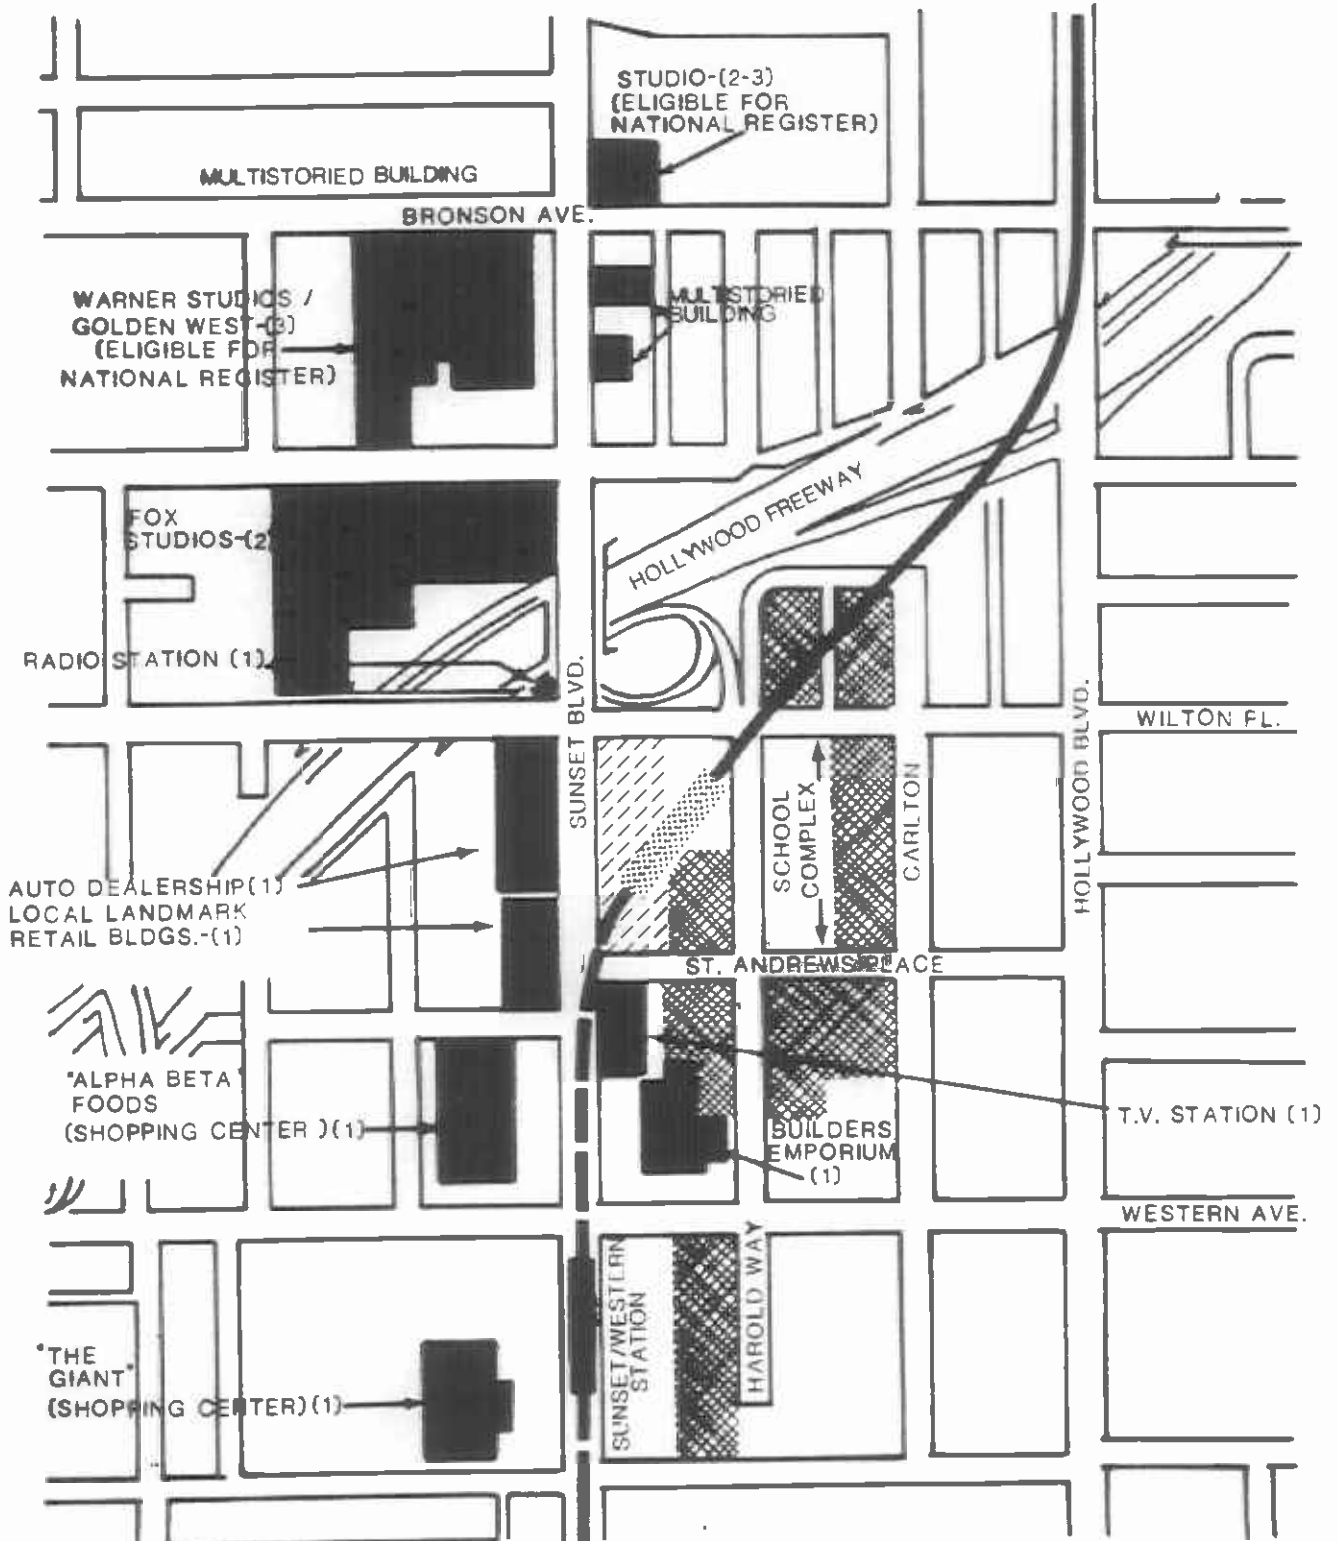 STUDIO-(2-3)
(ELIGIBLE FOR
NATIONAL REGISTER)
MULTISTORIED BUILDING
BRONSON AVE.
WARNER STUDIOS /
GOLDEN WEST-(3)
(ELIGIBLE FOR
NATIONAL REGISTER)
MULTISTORIED
BUILDING
FOX
STUDIOS-(2)
HOLLYWOOD FREEWAY
RADIO STATION (1)
SUNSET BLVD.
WILTON PL.
HOLLYWOOD BLVD.
SCHOOL
COMPLEX
CARLTON
AUTO DEALERSHIP(1)
LOCAL LANDMARK
RETAIL BLDGS.-(1)
ST. ANDREWS PLACE
"ALPHA BETA"
FOODS
(SHOPPING CENTER )(1)
T.V. STATION (1)
BUILDERS
EMPORIUM
(1)
WESTERN AVE.
SUNSET/WESTERN
STATION
HAROLD WAY
"THE
GIANT"
(SHOPPING CENTER)(1)